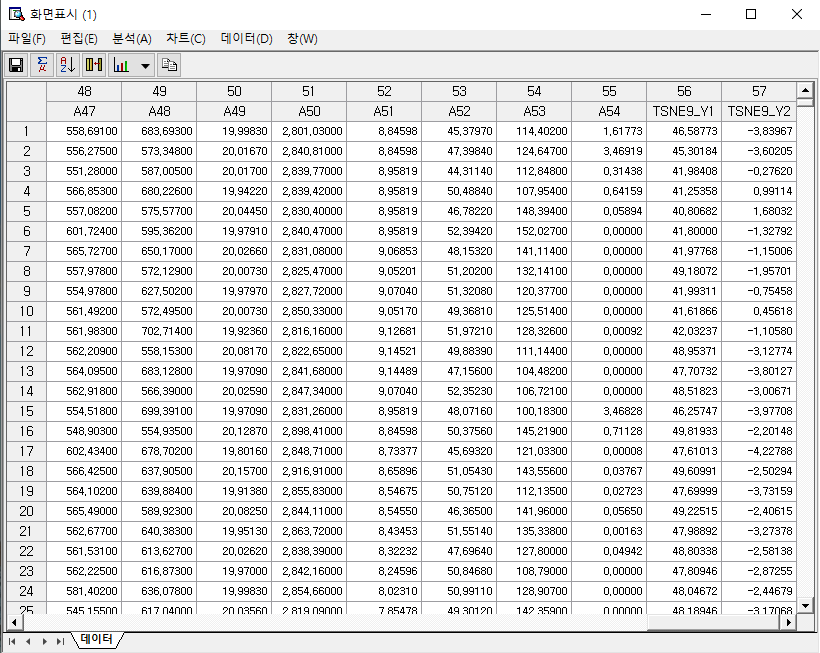 화면표시 (1)
파일(F) 편집(E) 분석(A) 차트(C) 데이터(D) 창(W)
48 49 50 51 52 53 54 55 56 57
A47 A48 A49 A50 A51 A52 A53 A54 TSNE9_Y1 TSNE9_Y2
1 558,69100 683,69300 19,99830 2,801,03000 8,84598 45,37970 114,40200 1,61773 46,58773 -3,83967
2 556,27500 573,34800 20,01670 2,840,81000 8,84598 47,39840 124,64700 3,46919 45,30184 -3,60205
3 551,28000 587,00500 20,01700 2,839,77000 8,95819 44,31140 112,84800 0,31438 41,98408 -0,27620
4 566,85300 680,22600 19,94220 2,839,42000 8,95819 50,48840 107,95400 0,64159 41,25358 0,99114
5 557,08200 575,57700 20,04450 2,830,40000 8,95819 46,78220 148,39400 0,05894 40,80682 1,68032
6 601,72400 595,36200 19,97910 2,840,47000 8,95819 52,39420 152,02700 0,00000 41,80000 -1,32792
7 565,72700 650,17000 20,02660 2,831,08000 9,06853 48,15320 141,11400 0,00000 41,97768 -1,15006
8 557,97800 572,12900 20,00730 2,825,47000 9,05201 51,20200 132,14100 0,00000 49,18072 -1,95701
9 554,97800 627,50200 19,97970 2,827,72000 9,07040 51,32080 120,37700 0,00000 41,99311 -0,75458
10 561,49200 572,49500 20,00730 2,850,33000 9,05170 49,36810 125,51400 0,00000 41,61866 0,45618
11 561,98300 702,71400 19,92360 2,816,16000 9,12681 51,97210 128,32600 0,00092 42,03237 -1,10580
12 562,20900 558,15300 20,08170 2,822,65000 9,14521 49,88390 111,14400 0,00000 48,95371 -3,12774
13 564,09500 683,12800 19,97090 2,841,68000 9,14489 47,15600 104,48200 0,00000 47,70732 -3,80127
14 562,91800 566,39000 20,02590 2,847,34000 9,07040 52,35230 106,72100 0,00000 48,51823 -3,00671
15 554,51800 699,39100 19,97090 2,831,26000 8,95819 48,07160 100,18300 3,46828 46,25747 -3,97708
16 548,90300 554,93500 20,12870 2,898,41000 8,84598 50,37560 145,21900 0,71128 49,81933 -2,20148
17 602,43400 678,70200 19,80160 2,848,71000 8,73377 45,69320 121,03300 0,00008 47,61013 -4,22788
18 566,42500 637,90500 20,15700 2,916,91000 8,65896 51,05430 143,55600 0,03767 49,60991 -2,50294
19 564,10200 639,88400 19,91380 2,855,83000 8,54675 50,75120 112,13500 0,02723 47,69999 -3,73159
20 565,49000 589,92300 20,08250 2,844,11000 8,54550 46,36500 141,96000 0,05650 49,22515 -2,40615
21 562,67700 640,38300 19,95130 2,863,72000 8,43453 51,55140 135,33800 0,00163 47,98892 -3,27378
22 561,53100 613,62700 20,02620 2,838,39000 8,32232 47,69640 127,80000 0,04942 48,80338 -2,58138
23 562,22500 616,87300 19,97000 2,842,16000 8,24596 50,84680 108,79000 0,00000 47,80946 -2,87255
24 581,40200 636,07800 19,99830 2,854,66000 8,02310 50,99110 128,90700 0,00000 48,04672 -2,44679
25 545,15500 617,04000 20,03560 2,819,09000 7,85478 49,30120 142,35900 0,00000 48,18946 -3,17068
데이터